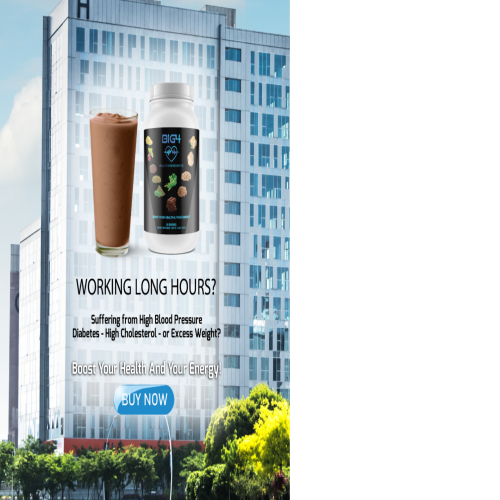 H
BIG4
WORKING LONG HOURS?
Suffering from High Blood Pressure
Diabetes - High Cholesterol - or Excess Weight?
Boost Your Health And Your Energy!
BUY NOW